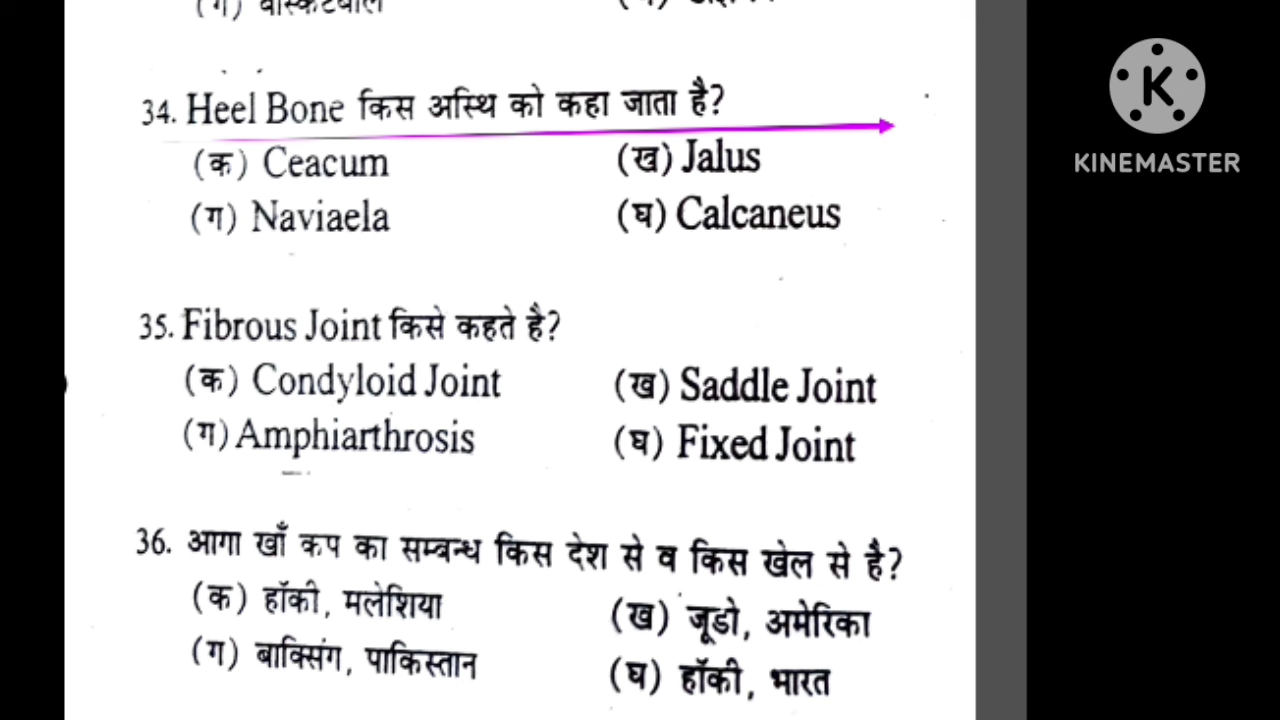 (ग) बास्केटबॉल
34. Heel Bone किस अस्थि को कहा जाता है?
(क) Ceacum (ख) Jalus
(ग) Naviaela (घ) Calcaneus
35. Fibrous Joint किसे कहते है?
(क) Condyloid Joint (ख) Saddle Joint
(ग) Amphiarthrosis (घ) Fixed Joint
36. आगा खाँ कप का सम्बन्ध किस देश से व किस खेल से है?
(क) हॉकी, मलेशिया (ख) जूडो, अमेरिका
(ग) बाक्सिंग, पाकिस्तान (घ) हॉकी, भारत
KINEMASTER